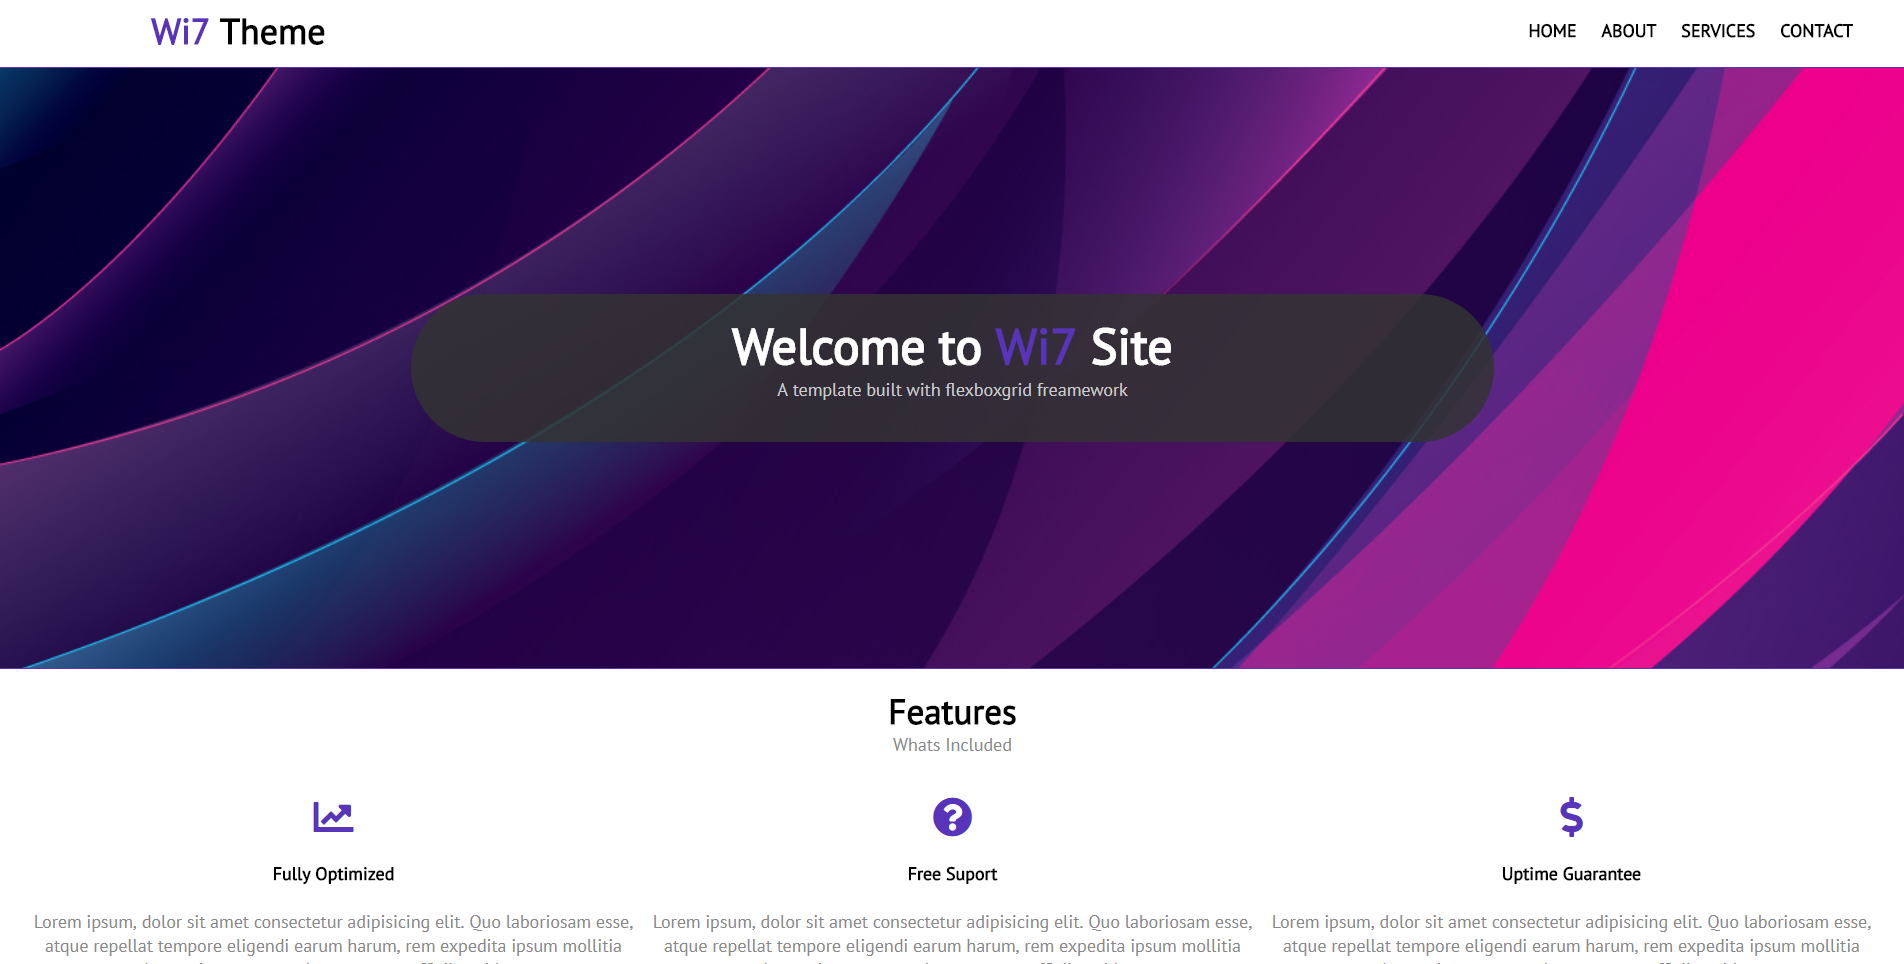 Wi7 Theme
HOME ABOUT SERVICES CONTACT
Welcome to Wi7 Site
A template built with flexboxgrid freamework
Features
Whats Included
Fully Optimized
Lorem ipsum, dolor sit amet consectetur adipisicing elit. Quo laboriosam esse,
atque repellat tempore eligendi earum harum, rem expedita ipsum mollitia
Free Suport
Lorem ipsum, dolor sit amet consectetur adipisicing elit. Quo laboriosam esse,
atque repellat tempore eligendi earum harum, rem expedita ipsum mollitia
Uptime Guarantee
Lorem ipsum, dolor sit amet consectetur adipisicing elit. Quo laboriosam esse,
atque repellat tempore eligendi earum harum, rem expedita ipsum mollitia